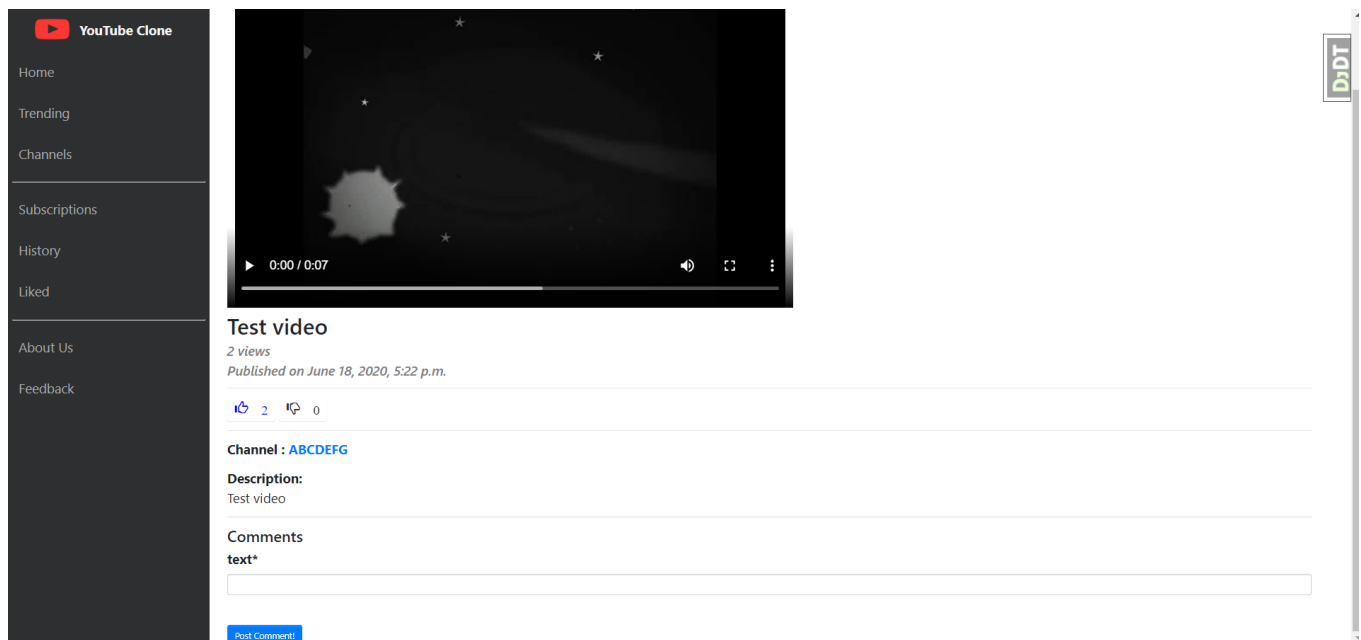 YouTube Clone
Home
Trending
Channels
Subscriptions
History
Liked
About Us
Feedback
DjDT
0:00 / 0:07
Test video
2 views
Published on June 18, 2020, 5:22 p.m.
2 0
Channel : ABCDEFG
Description:
Test video
Comments
text*
Post Comment!